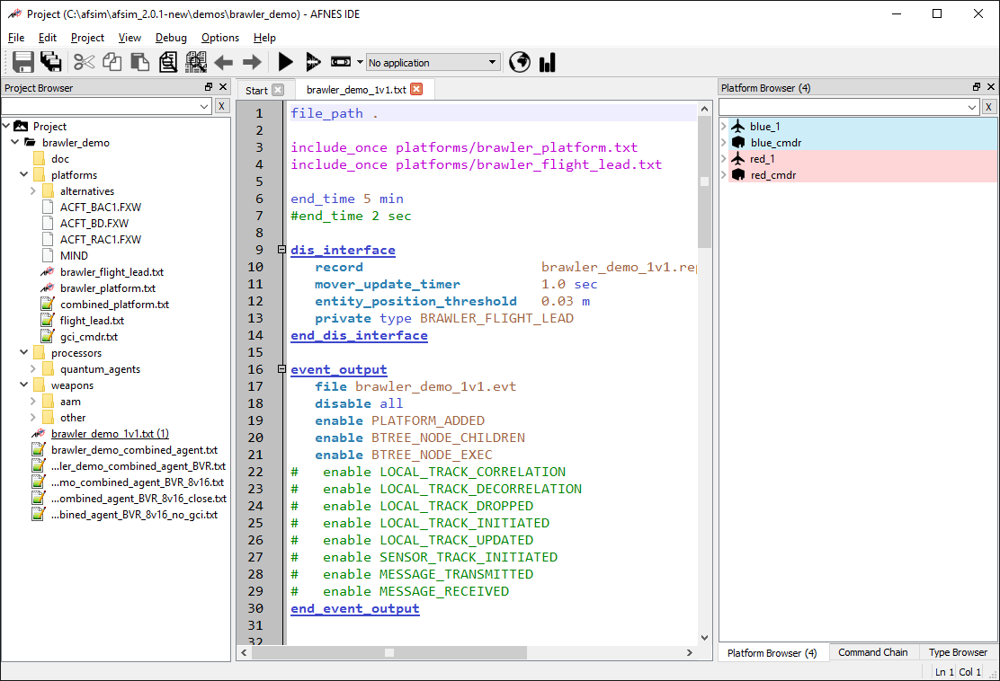 Project (C:\afsim\afsim_2.0.1-new\demos\brawler_demo) - AFNES IDE
File Edit Project View Debug Options Help
No application
Project Browser
X
Project
brawler_demo
doc
platforms
alternatives
ACFT_BAC1.FXW
ACFT_BD.FXW
ACFT_RAC1.FXW
MIND
brawler_flight_lead.txt
brawler_platform.txt
combined_platform.txt
flight_lead.txt
gci_cmdr.txt
processors
quantum_agents
weapons
aam
other
brawler_demo_1v1.txt (1)
brawler_demo_combined_agent.txt
...ler_demo_combined_agent_BVR.txt
...mo_combined_agent_BVR_8v16.txt
...ombined_agent_BVR_8v16_close.txt
...bined_agent_BVR_8v16_no_gci.txt
Start brawler_demo_1v1.txt
1 file_path .
2
3 include_once platforms/brawler_platform.txt
4 include_once platforms/brawler_flight_lead.txt
5
6 end_time 5 min
7 #end_time 2 sec
8
9 dis_interface
10 record brawler_demo_1v1.rep
11 mover_update_timer 1.0 sec
12 entity_position_threshold 0.03 m
13 private type BRAWLER_FLIGHT_LEAD
14 end_dis_interface
15
16 event_output
17 file brawler_demo_1v1.evt
18 disable all
19 enable PLATFORM_ADDED
20 enable BTREE_NODE_CHILDREN
21 enable BTREE_NODE_EXEC
22 # enable LOCAL_TRACK_CORRELATION
23 # enable LOCAL_TRACK_DECORRELATION
24 # enable LOCAL_TRACK_DROPPED
25 # enable LOCAL_TRACK_INITIATED
26 # enable LOCAL_TRACK_UPDATED
27 # enable SENSOR_TRACK_INITIATED
28 # enable MESSAGE_TRANSMITTED
29 # enable MESSAGE_RECEIVED
30 end_event_output
31
32
Platform Browser (4)
X
blue_1
blue_cmdr
red_1
red_cmdr
Platform Browser (4) Command Chain Type Browser
Ln 1 Col 1